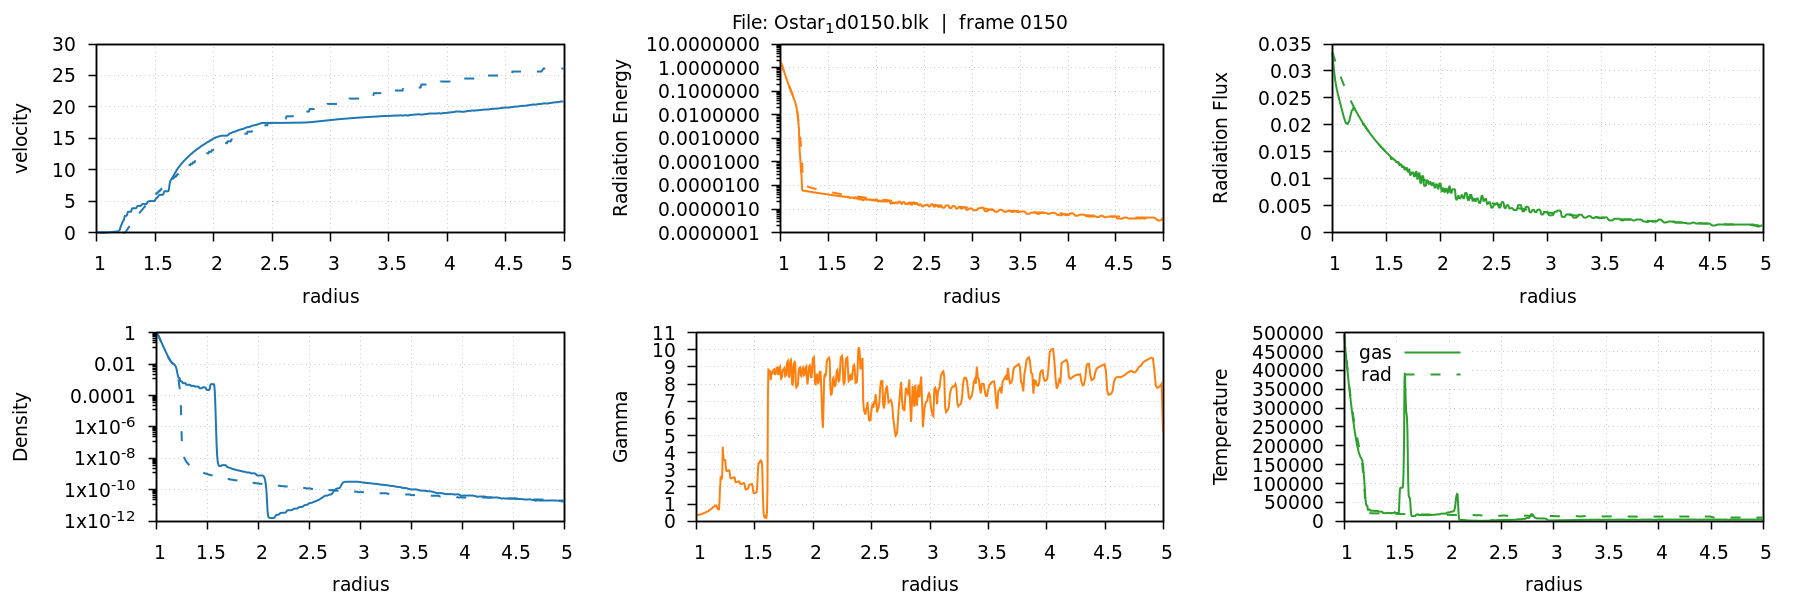 File: Ostar₁d0150.blk | frame 0150
velocity
30
25
20
15
10
5
0
1 1.5 2 2.5 3 3.5 4 4.5 5
radius
Radiation Energy
10.0000000
1.0000000
0.1000000
0.0100000
0.0010000
0.0001000
0.0000100
0.0000010
0.0000001
1 1.5 2 2.5 3 3.5 4 4.5 5
radius
Radiation Flux
0.035
0.03
0.025
0.02
0.015
0.01
0.005
0
1 1.5 2 2.5 3 3.5 4 4.5 5
radius
Density
1
0.01
0.0001
1x10⁻⁶
1x10⁻⁸
1x10⁻¹⁰
1x10⁻¹²
1 1.5 2 2.5 3 3.5 4 4.5 5
radius
Gamma
11
10
9
8
7
6
5
4
3
2
1
0
1 1.5 2 2.5 3 3.5 4 4.5 5
radius
Temperature
500000
450000
400000
350000
300000
250000
200000
150000
100000
50000
0
gas
rad
1 1.5 2 2.5 3 3.5 4 4.5 5
radius